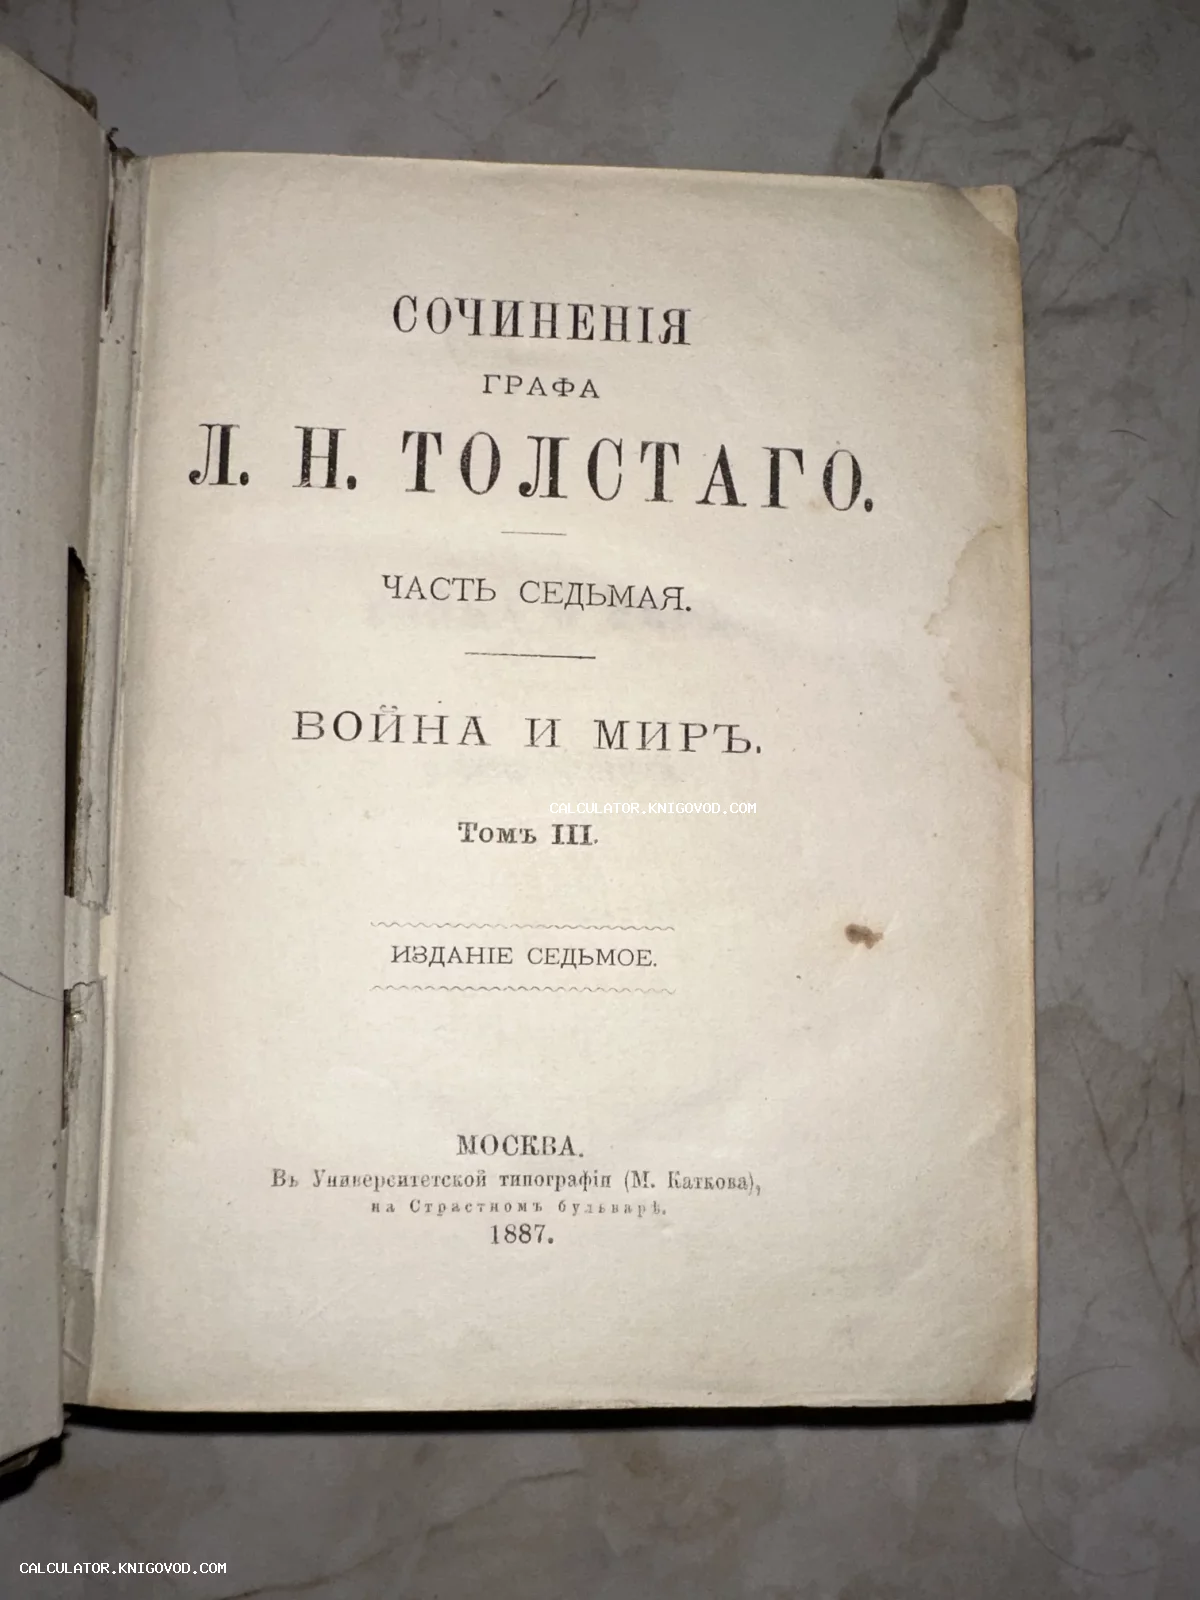 СОЧИНЕНІЯ
ГРАФА
Л. Н. ТОЛСТАГО.
ЧАСТЬ СЕДЬМАЯ.
ВОЙНА И МИРЪ.
CALCULATOR.KNIGOVOD.COM
Томъ III.
ИЗДАНІЕ СЕДЬМОЕ.
МОСКВА.
Въ Университетской типографіи (М. Каткова),
на Страстномъ бульварѣ.
1887.
CALCULATOR.KNIGOVOD.COM